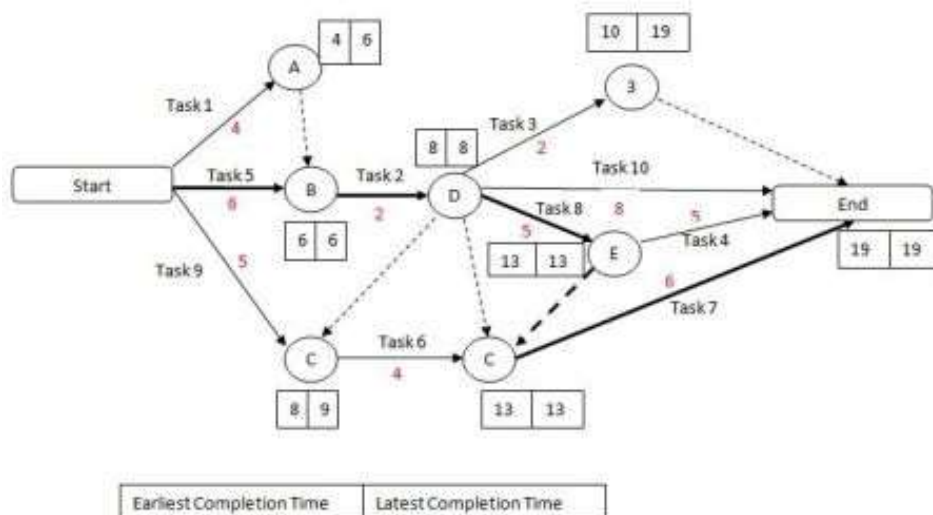 4 6
10 19
A
3
Task 1
4
Task 3
2
8 8
Task 10
Start
Task 5
6
B
Task 2
2
D
Task 8
8
5
End
5
Task 4
6 6
13 13
E
19 19
Task 9
5
6
Task 7
C
Task 6
4
C
8 9
13 13
Earliest Completion Time Latest Completion Time